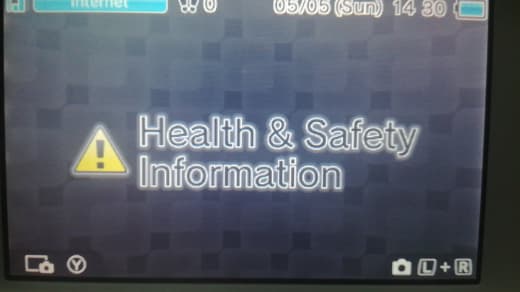 Internet 0 05/05 (Sun) 14 30
Health & Safety
Information
Y L + R